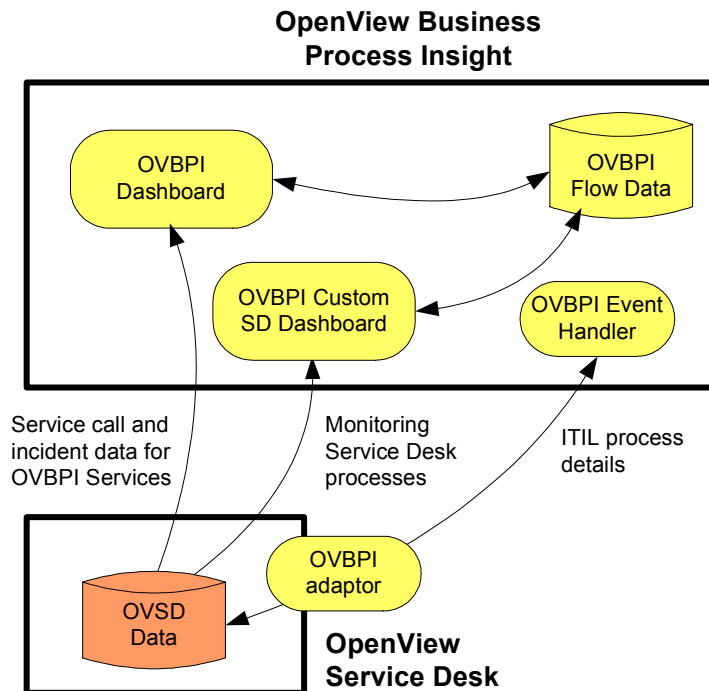 OpenView Business
Process Insight
OVBPI
Dashboard
OVBPI
Flow Data
OVBPI Custom
SD Dashboard
OVBPI Event
Handler
Service call and
incident data for
OVBPI Services
Monitoring
Service Desk
processes
ITIL process
details
OVBPI
adaptor
OVSD
Data
OpenView
Service Desk